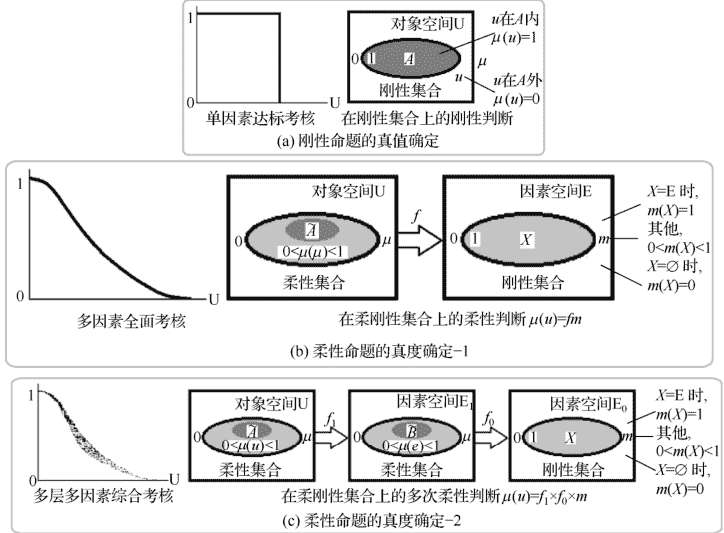 1
0
U
单因素达标考核
对象空间U
0
1
A
μ
u
刚性集合
u在A内
μ(u)=1
u在A外
μ(u)=0
在刚性集合上的刚性判断
(a) 刚性命题的真值确定
1
0
U
多因素全面考核
对象空间U
0
A
0<μ(μ)<1
μ
柔性集合
f
因素空间E
0
1
X
m
刚性集合
X=E 时,
m(X)=1
其他,
0<m(X)<1
X=∅ 时,
m(X)=0
在柔刚性集合上的柔性判断 μ(u)=fm
(b) 柔性命题的真度确定-1
1
0
U
多层多因素综合考核
对象空间U
0
A
0<μ(u)<1
μ
柔性集合
f₁
因素空间E₁
0
B
0<μ(e)<1
μ
柔性集合
f₀
因素空间E₀
0
1
X
m
刚性集合
X=E 时,
m(X)=1
其他,
0<m(X)<1
X=∅ 时,
m(X)=0
在柔刚性集合上的多次柔性判断 μ(u)=f₁×f₀×m
(c) 柔性命题的真度确定-2